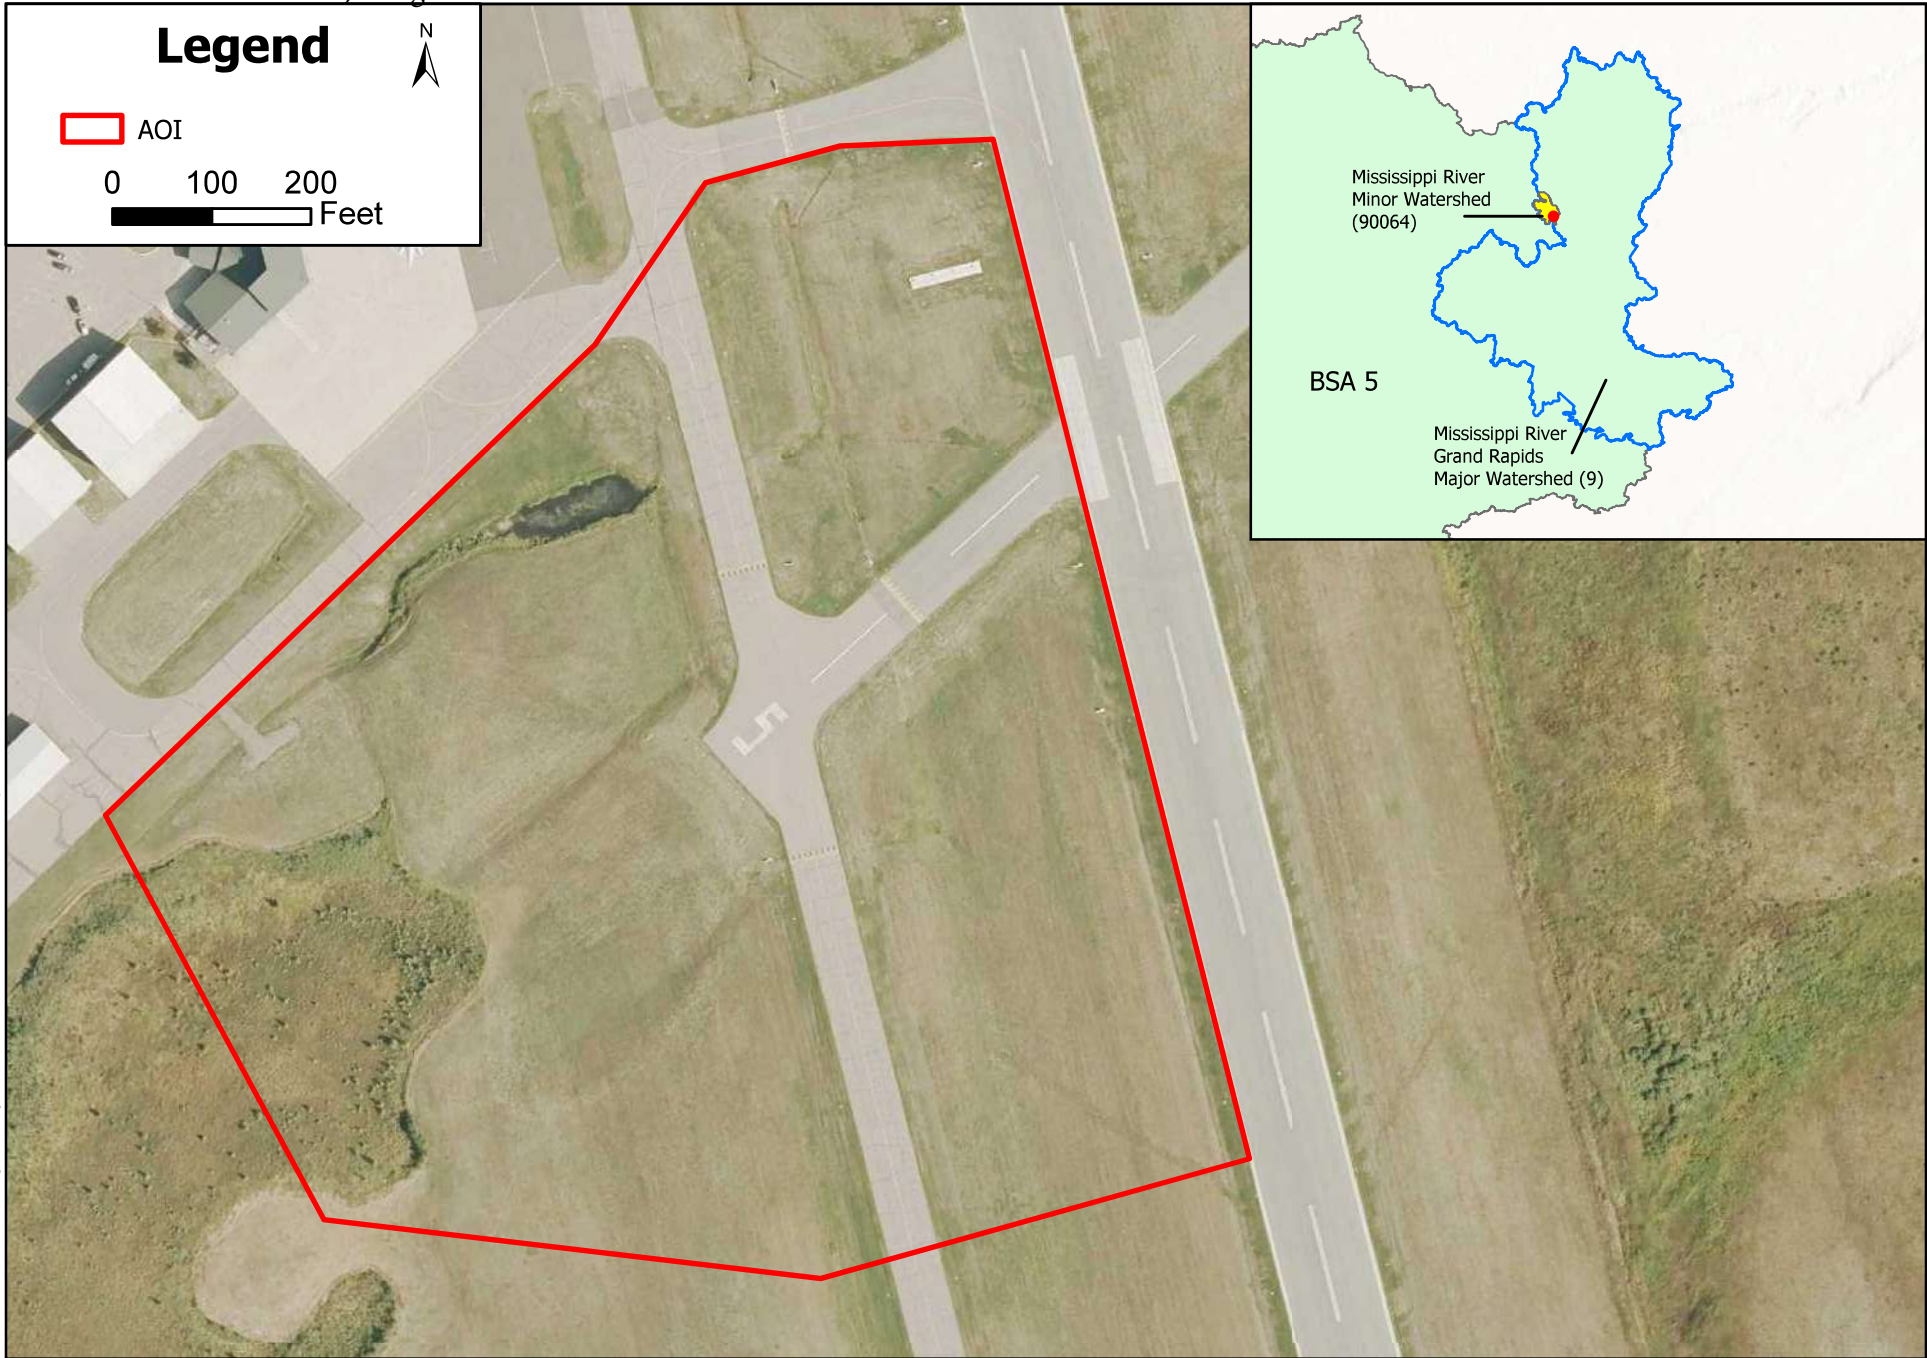 Legend
N
AOI
0 100 200
Feet
Mississippi River
Minor Watershed
(90064)
BSA 5
Mississippi River
Grand Rapids
Major Watershed (9)
5